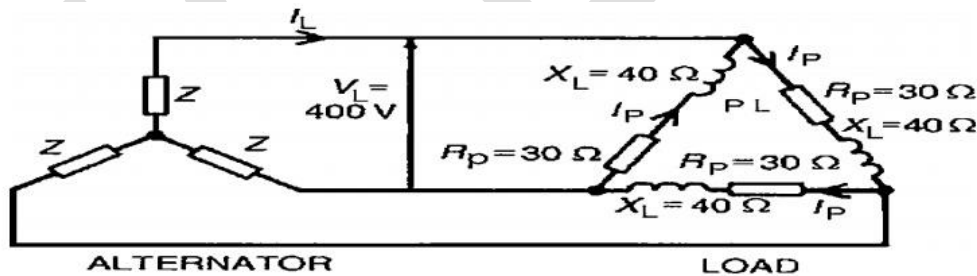 I_L
Z
Z
Z
V_L =
400 V
X_L = 40 Ω
I_P
R_p = 30 Ω
P L
I_P
R_P = 30 Ω
X_L = 40 Ω
R_P = 30 Ω
X_L = 40 Ω
I_P
ALTERNATOR
LOAD